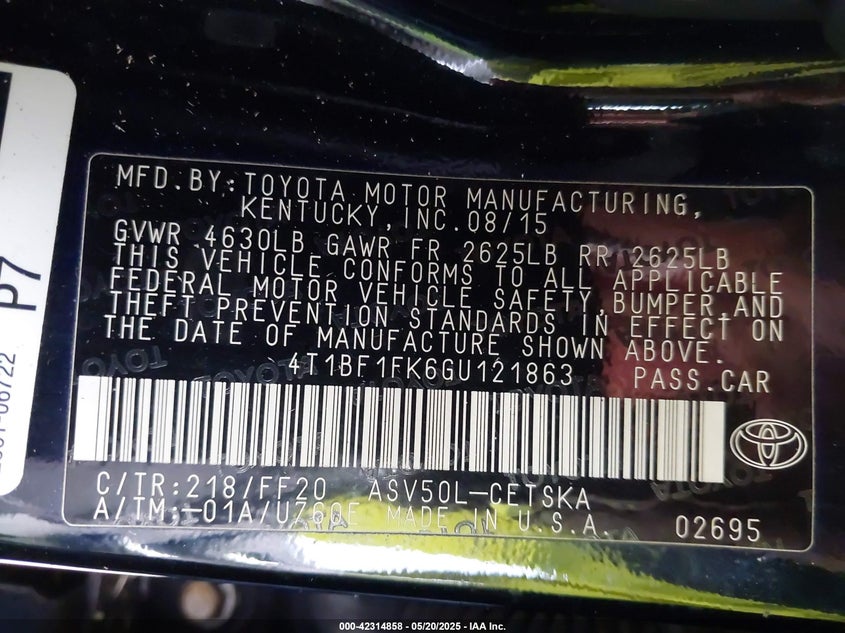 MFD.BY:TOYOTA MOTOR MANUFACTURING,
KENTUCKY,INC.08/15
GVWR 4630LB GAWR FR 2625LB RR 2625LB
THIS VEHICLE CONFORMS TO ALL APPLICABLE
FEDERAL MOTOR VEHICLE SAFETY,BUMPER,AND
THEFT PREVENTION STANDARDS IN EFFECT ON
THE DATE OF MANUFACTURE SHOWN ABOVE.
4T1BF1FK6GU121863 PASS.CAR
C/TR:218/FF20 ASV50L-CETSKA
A/TM:-01A/U760E MADE IN U.S.A. 02695
P7
000-42314858 - 05/20/2025 - IAA Inc.